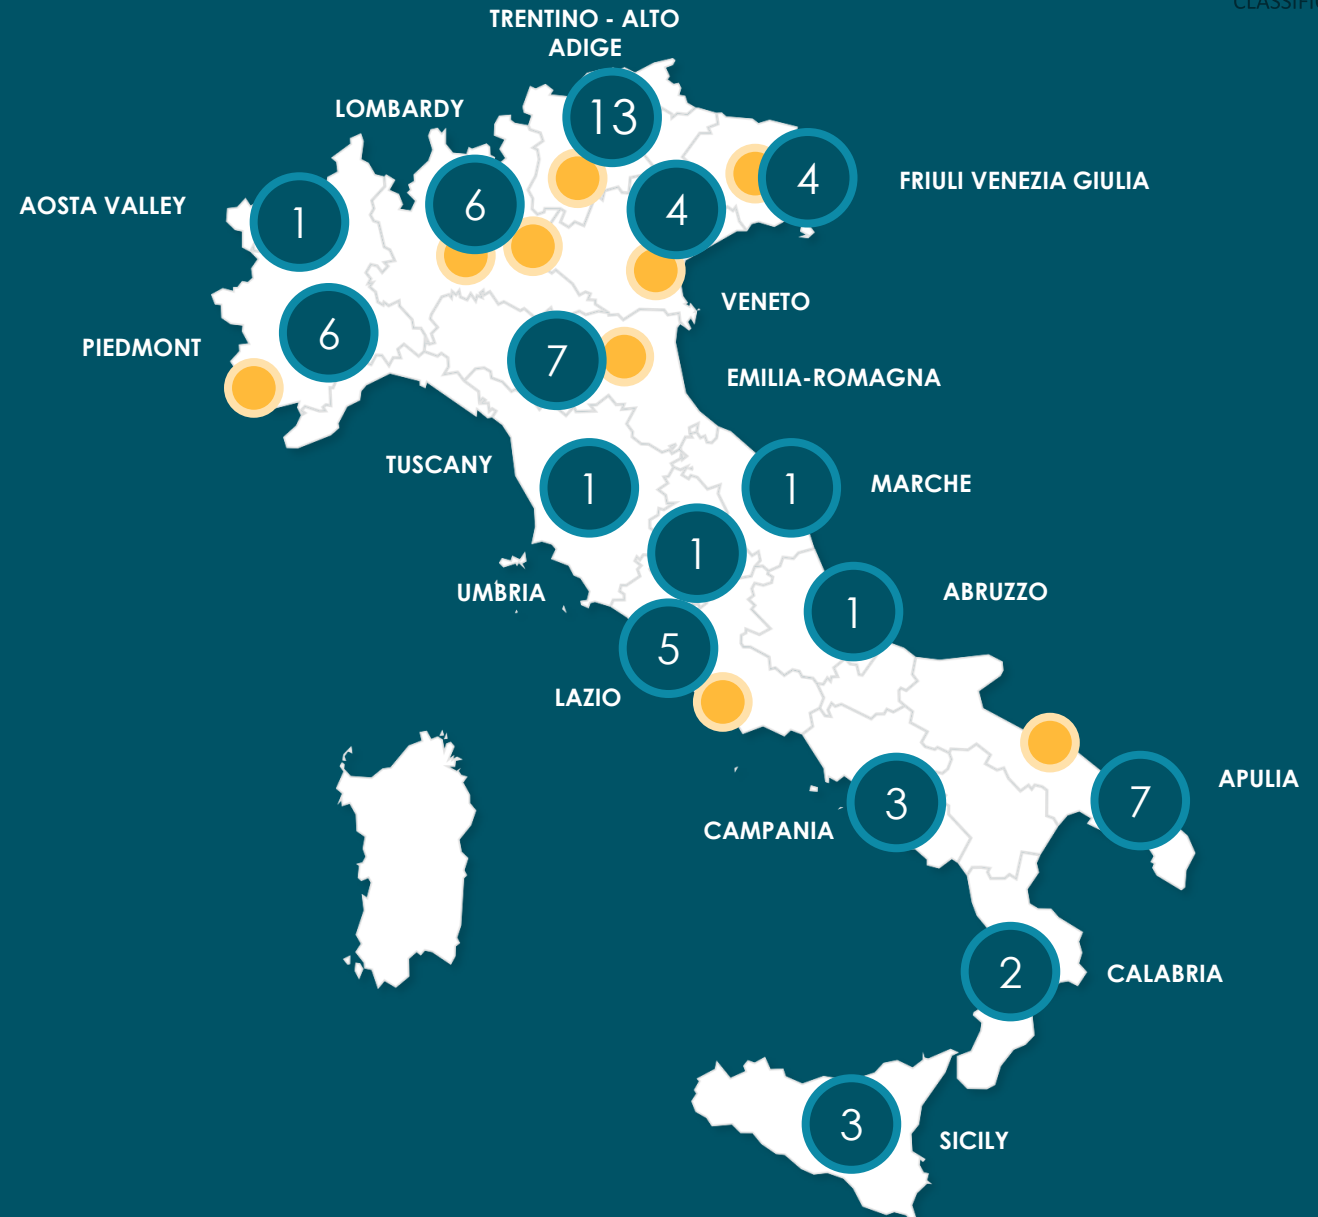 TRENTINO - ALTO
ADIGE
LOMBARDY
13
AOSTA VALLEY
1
6
4
4
FRIULI VENEZIA GIULIA
VENETO
PIEDMONT
6
7
EMILIA-ROMAGNA
TUSCANY
1
1
MARCHE
1
UMBRIA
1
ABRUZZO
5
LAZIO
7
APULIA
3
CAMPANIA
2
CALABRIA
3
SICILY